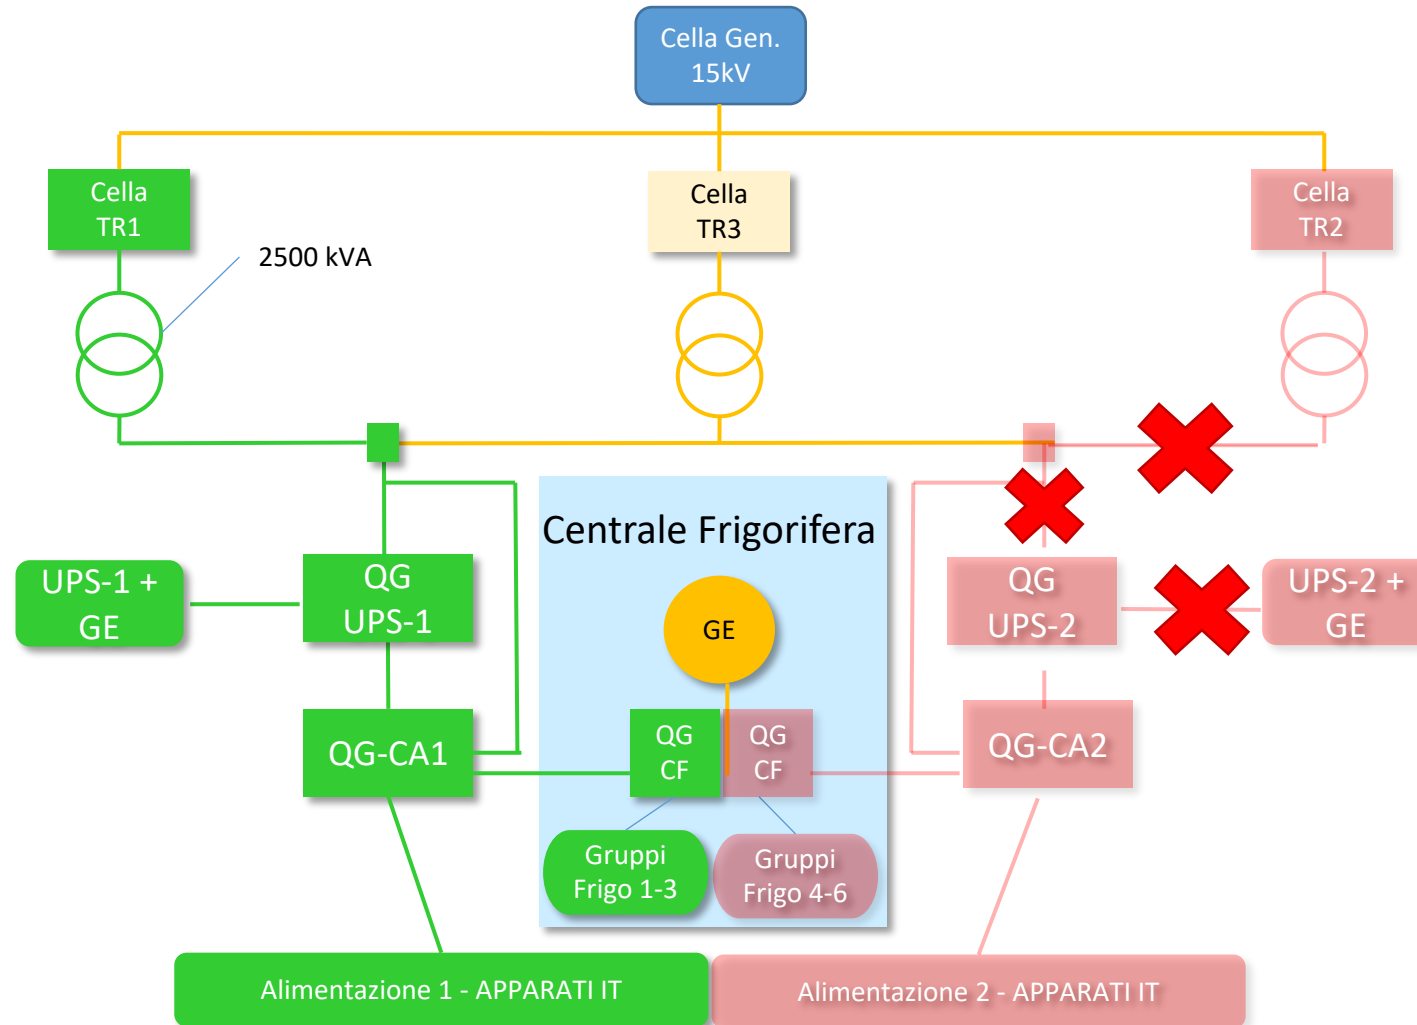 Cella Gen.
15kV
Cella
TR1
Cella
TR3
Cella
TR2
2500 kVA
Centrale Frigorifera
UPS-1 +
GE
QG
UPS-1
GE
QG
UPS-2
UPS-2 +
GE
QG-CA1
QG
CF
QG
CF
QG-CA2
Gruppi
Frigo 1-3
Gruppi
Frigo 4-6
Alimentazione 1 - APPARATI IT
Alimentazione 2 - APPARATI IT